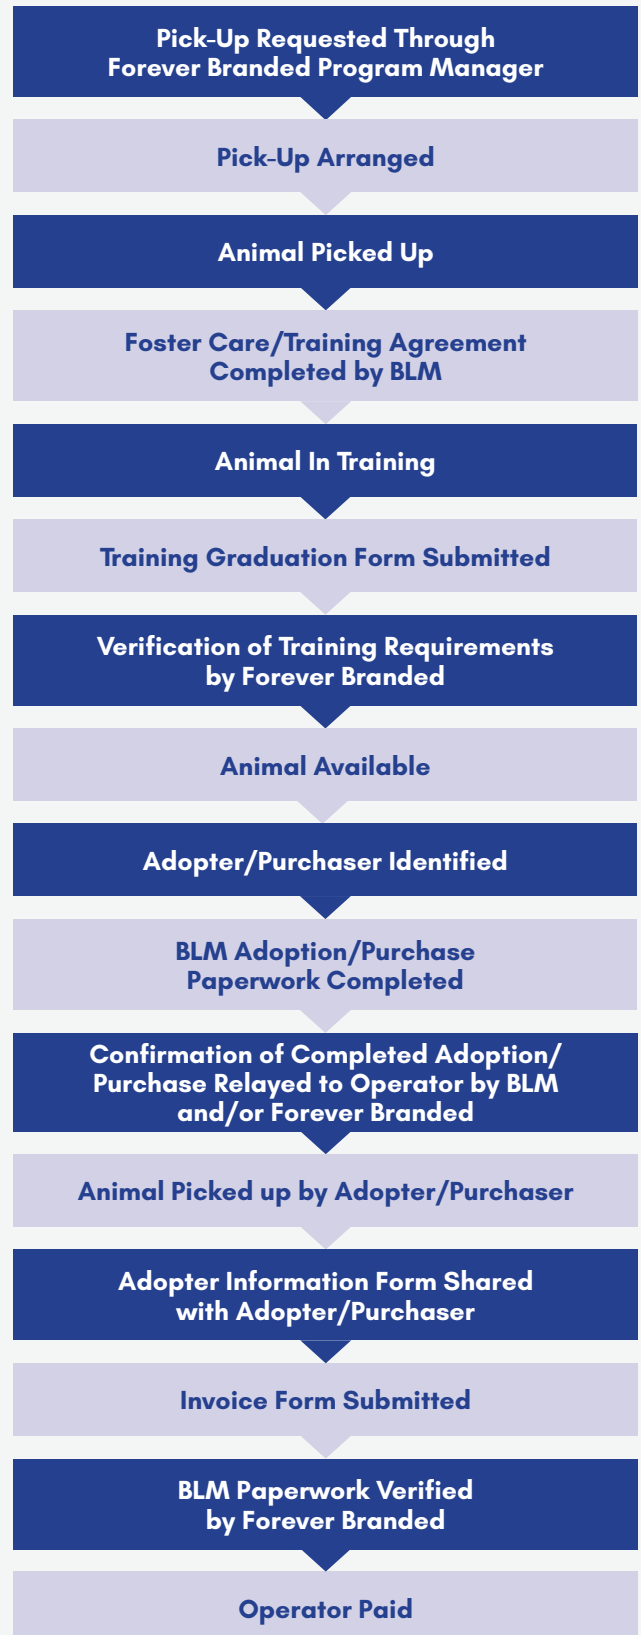 Pick-Up Requested Through
Forever Branded Program Manager
Pick-Up Arranged
Animal Picked Up
Foster Care/Training Agreement
Completed by BLM
Animal In Training
Training Graduation Form Submitted
Verification of Training Requirements
by Forever Branded
Animal Available
Adopter/Purchaser Identified
BLM Adoption/Purchase
Paperwork Completed
Confirmation of Completed Adoption/
Purchase Relayed to Operator by BLM
and/or Forever Branded
Animal Picked up by Adopter/Purchaser
Adopter Information Form Shared
with Adopter/Purchaser
Invoice Form Submitted
BLM Paperwork Verified
by Forever Branded
Operator Paid